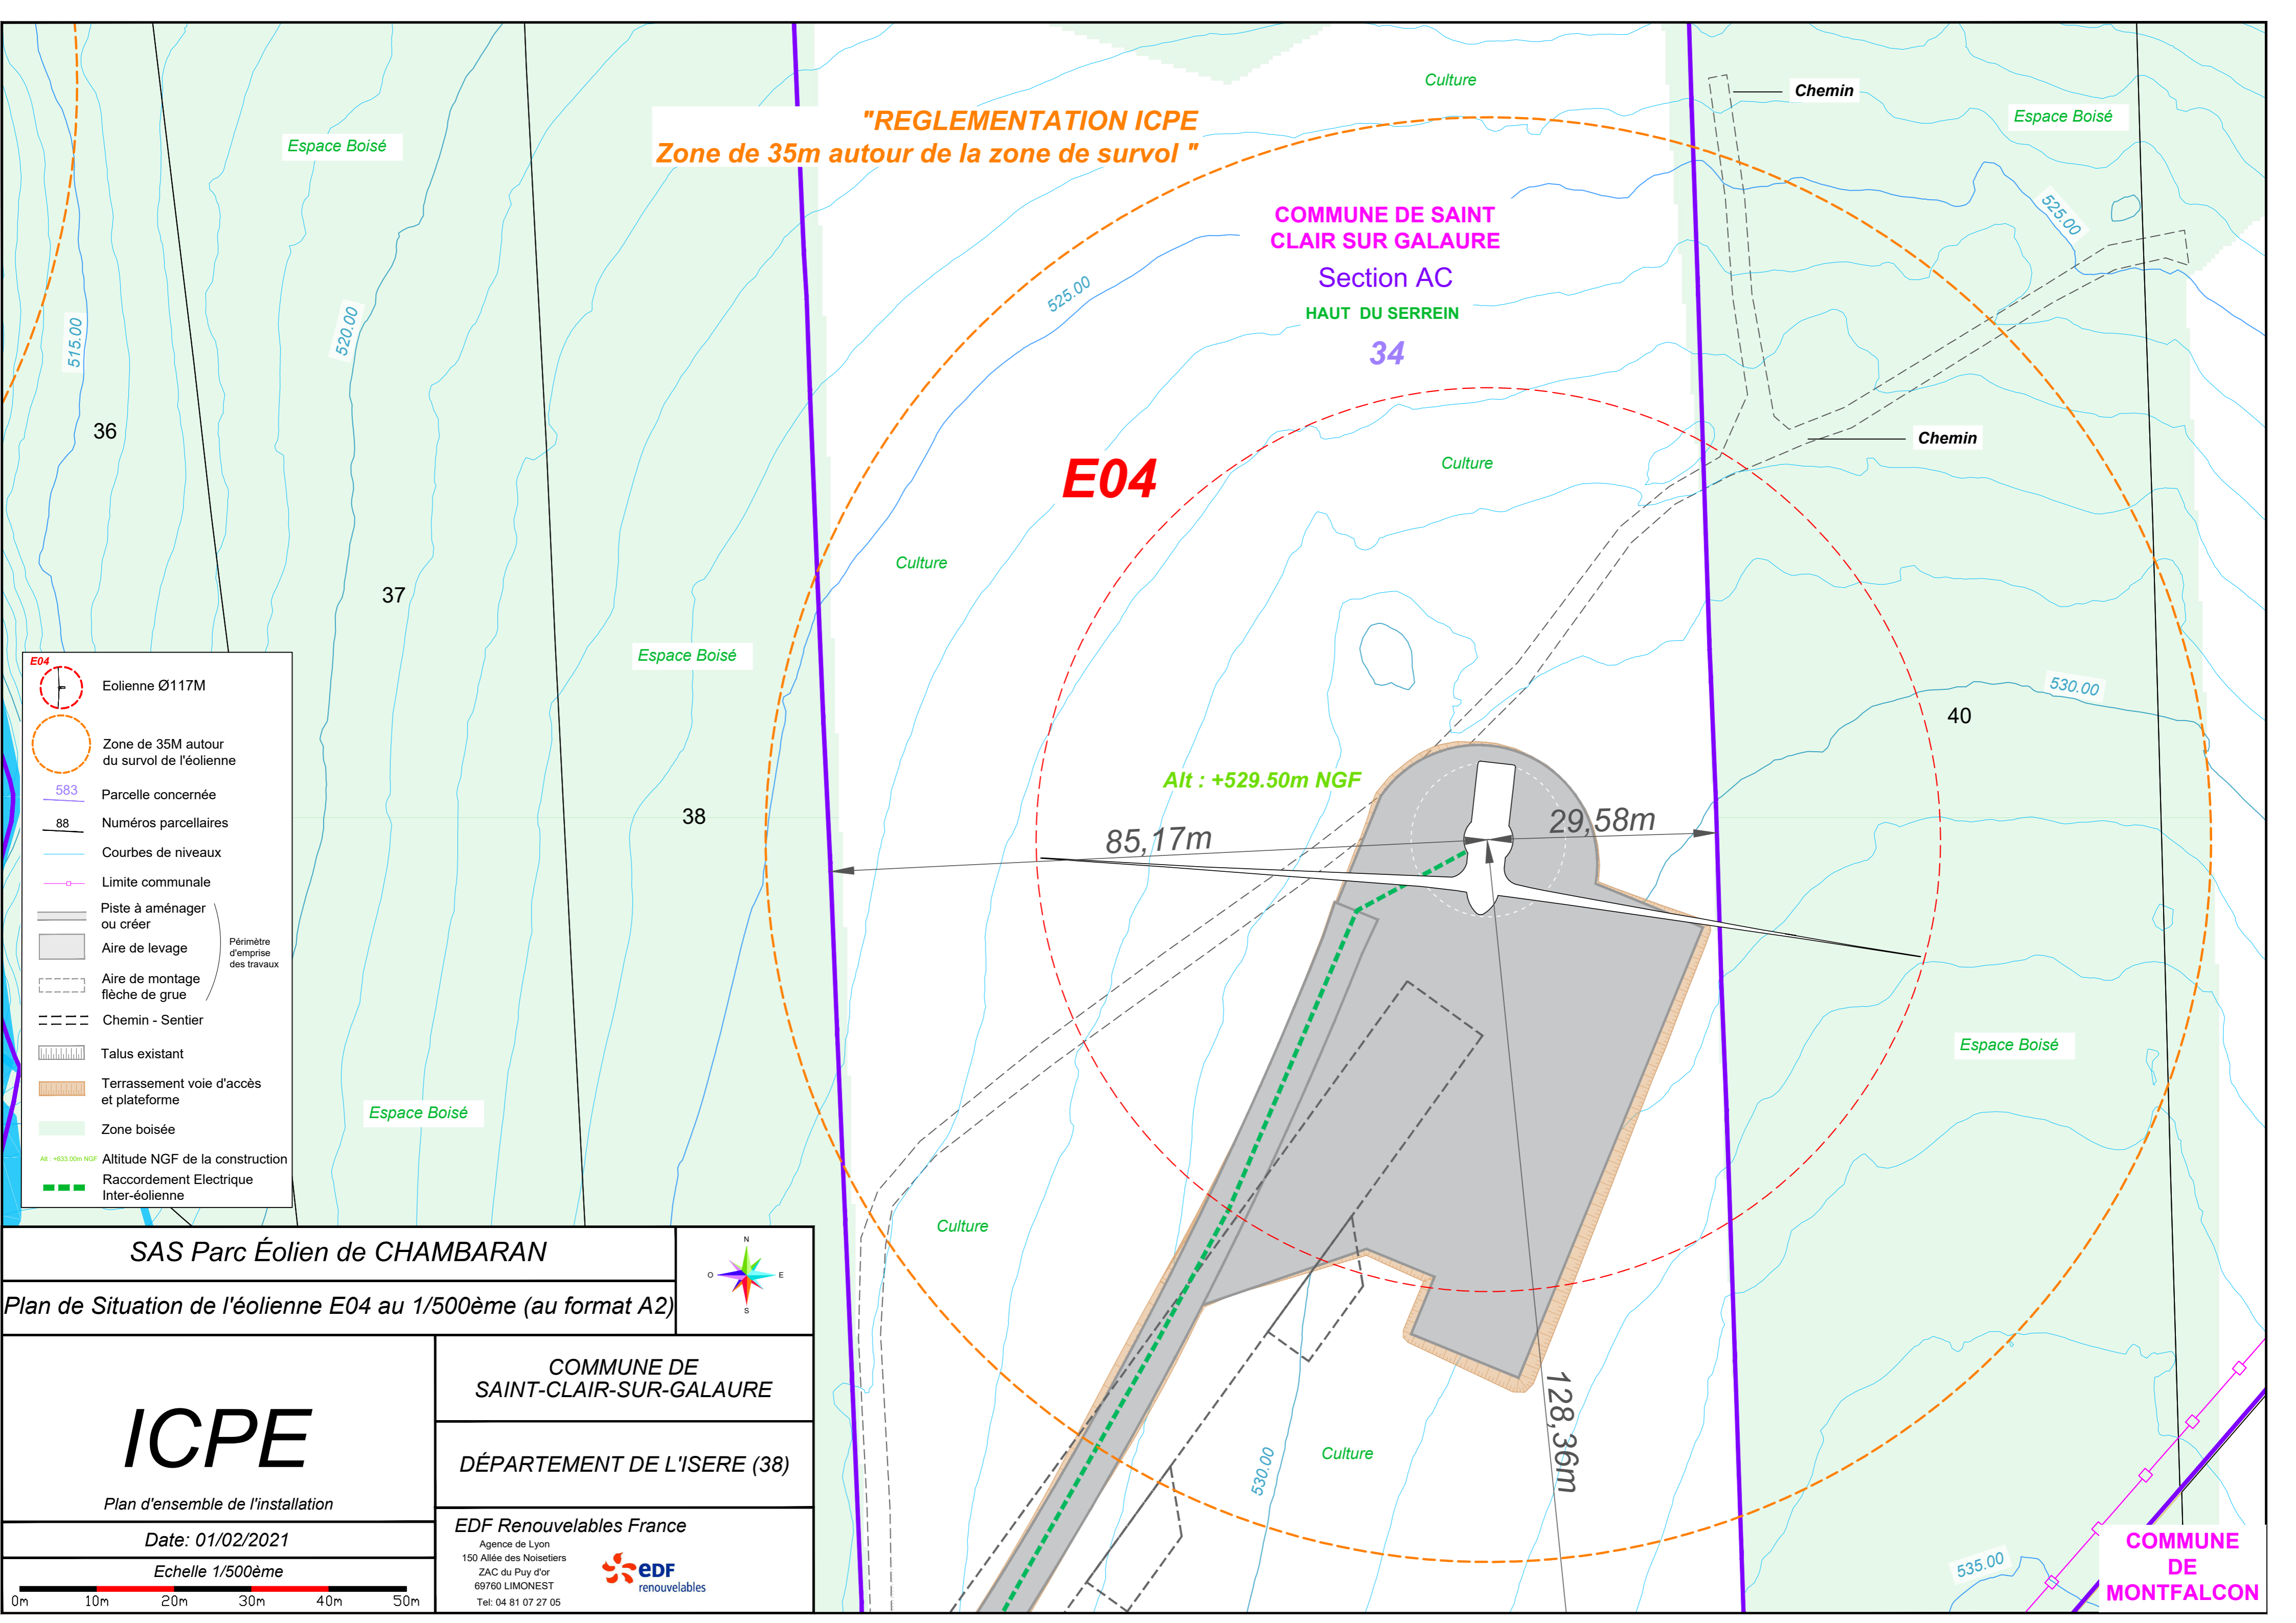 "REGLEMENTATION ICPE
Zone de 35m autour de la zone de survol "
Culture
Chemin
Espace Boisé
Espace Boisé
COMMUNE DE SAINT
CLAIR SUR GALAURE
Section AC
HAUT DU SERREIN
34
525.00
525.00
515.00
520.00
36
Chemin
E04
Culture
Culture
37
Espace Boisé
530.00
40
38
Alt : +529.50m NGF
85,17m
29,58m
Espace Boisé
Espace Boisé
Culture
128,36m
Culture
530.00
535.00
COMMUNE
DE
MONTFALCON
E04
Eolienne Ø117M
Zone de 35M autour
du survol de l'éolienne
583
Parcelle concernée
88
Numéros parcellaires
Courbes de niveaux
Limite communale
Piste à aménager
ou créer
Aire de levage
Aire de montage
flèche de grue
Périmètre
d'emprise
des travaux
Chemin - Sentier
Talus existant
Terrassement voie d'accès
et plateforme
Zone boisée
Alt : +633.00m NGF
Altitude NGF de la construction
Raccordement Electrique
Inter-éolienne
SAS Parc Éolien de CHAMBARAN
N
O
E
S
Plan de Situation de l'éolienne E04 au 1/500ème (au format A2)
ICPE
Plan d'ensemble de l'installation
Date: 01/02/2021
Echelle 1/500ème
0m 10m 20m 30m 40m 50m
COMMUNE DE
SAINT-CLAIR-SUR-GALAURE
DÉPARTEMENT DE L'ISERE (38)
EDF Renouvelables France
Agence de Lyon
150 Allée des Noisetiers
ZAC du Puy d'or
69760 LIMONEST
Tel: 04 81 07 27 05
eDF
renouvelables